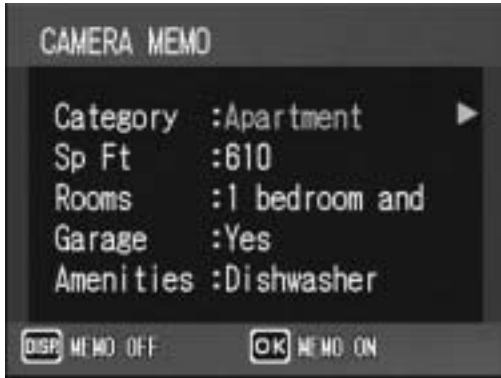 CAMERA MEMO
Category :Apartment
Sp Ft :610
Rooms :1 bedroom and
Garage :Yes
Amenities :Dishwasher
DISP. MEMO OFF OK MEMO ON